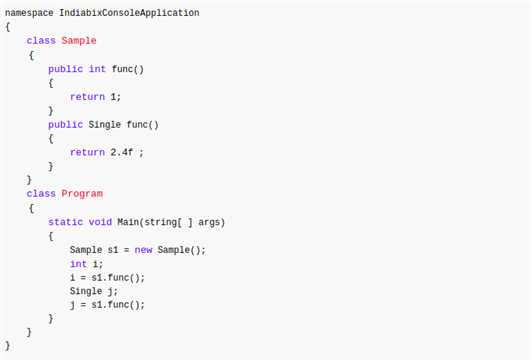 namespace IndiabixConsoleApplication
{
class Sample
{
public int func()
{
return 1;
}
public Single func()
{
return 2.4f ;
}
}
class Program
{
static void Main(string[ ] args)
{
Sample s1 = new Sample();
int i;
i = s1.func();
Single j;
j = s1.func();
}
}
}